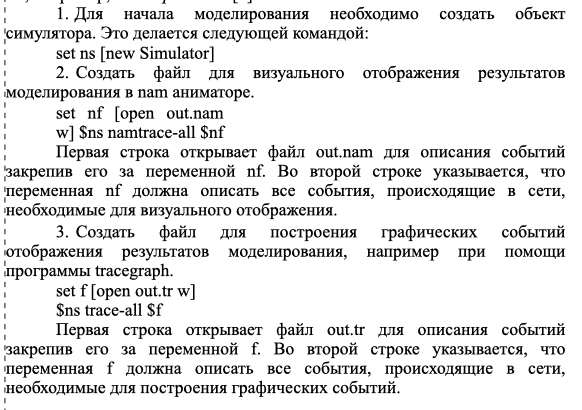 1. Для начала моделирования необходимо создать объект
симулятора. Это делается следующей командой:
set ns [new Simulator]
2. Создать файл для визуального отображения результатов
моделирования в nam аниматоре.
set nf [open out.nam
w] $ns namtrace-all $nf
Первая строка открывает файл out.nam для описания событий
закрепив его за переменной nf. Во второй строке указывается, что
переменная nf должна описать все события, происходящие в сети,
необходимые для визуального отображения.
3. Создать файл для построения графических событий
отображения результатов моделирования, например при помощи
программы tracegraph.
set f [open out.tr w]
$ns trace-all $f
Первая строка открывает файл out.tr для описания событий
закрепив его за переменной f. Во второй строке указывается, что
переменная f должна описать все события, происходящие в сети,
необходимые для построения графических событий.